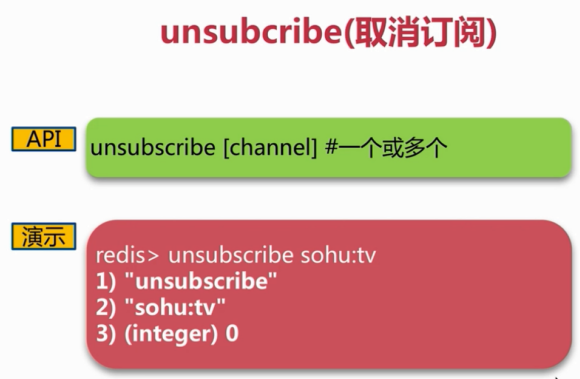 unsubcribe(取消订阅)
API
unsubscribe [channel] #一个或多个
演示
redis> unsubscribe sohu:tv
1) "unsubscribe"
2) "sohu:tv"
3) (integer) 0